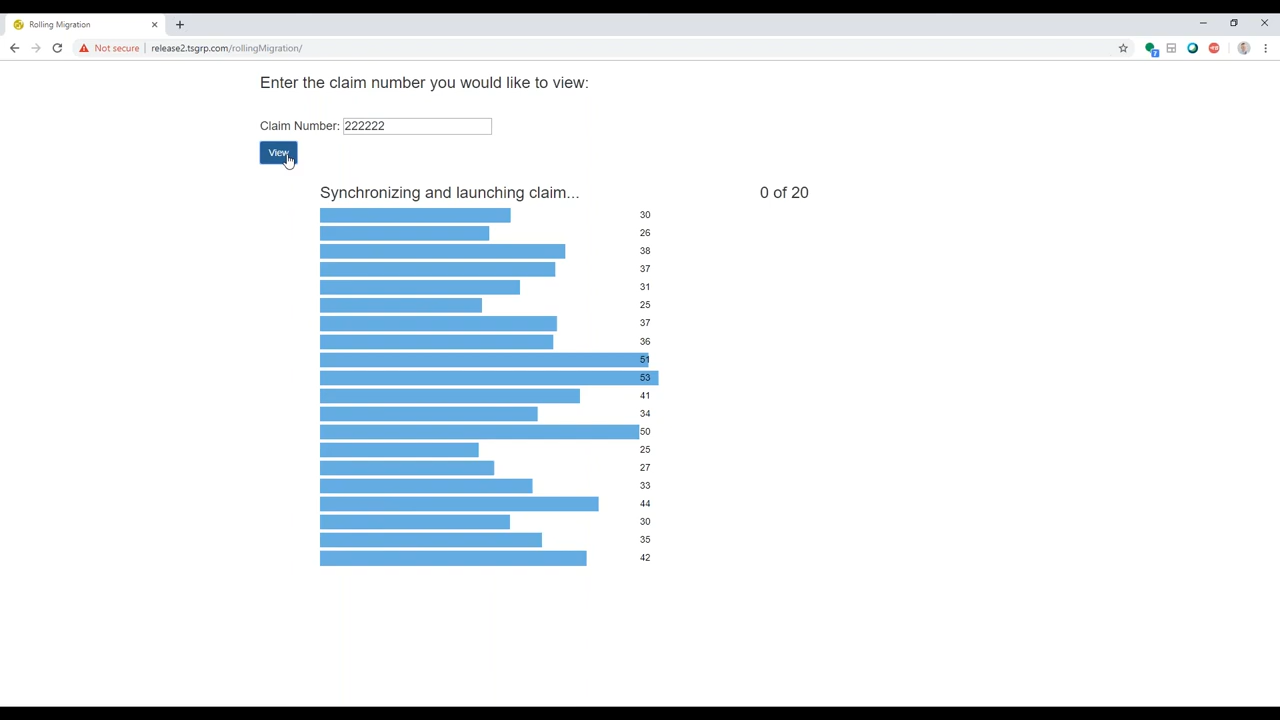 Rolling Migration
Not secure
release2.tsgrp.com/rollingMigration/
Enter the claim number you would like to view:
Claim Number: 222222
View
Synchronizing and launching claim... 0 of 20
30
26
38
37
31
25
37
36
51
53
41
34
50
25
27
33
44
30
35
42